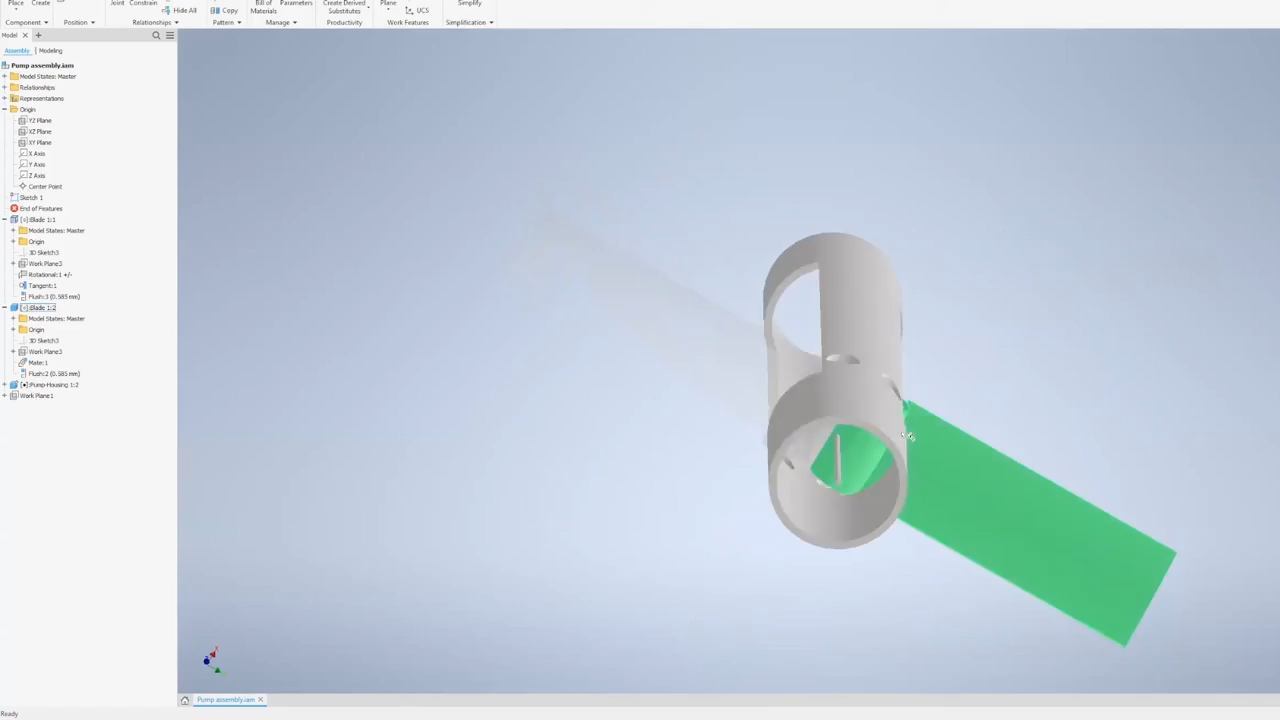 Place Create Joint Constrain Hide All Copy Bill of Materials Parameters Create Derived Substitutes Plane UCS Simplify
Component Position Relationships Pattern Manage Productivity Work Features Simplification
Model
Assembly Modeling
Pump assembly.iam
Model States: Master
Relationships
Representations
Origin
YZ Plane
XZ Plane
XY Plane
X Axis
Y Axis
Z Axis
Center Point
Sketch 1
End of Features
Blade 1:1
Model States: Master
Origin
3D Sketch3
Work Plane3
Rotational:1 +/-
Tangent:1
Flush:3 (0.585 mm)
Blade 1:2
Model States: Master
Origin
3D Sketch3
Work Plane3
Mate:1
Flush:2 (0.585 mm)
Pump-Housing 1:2
Work Plane1
Pump assembly.iam
Ready